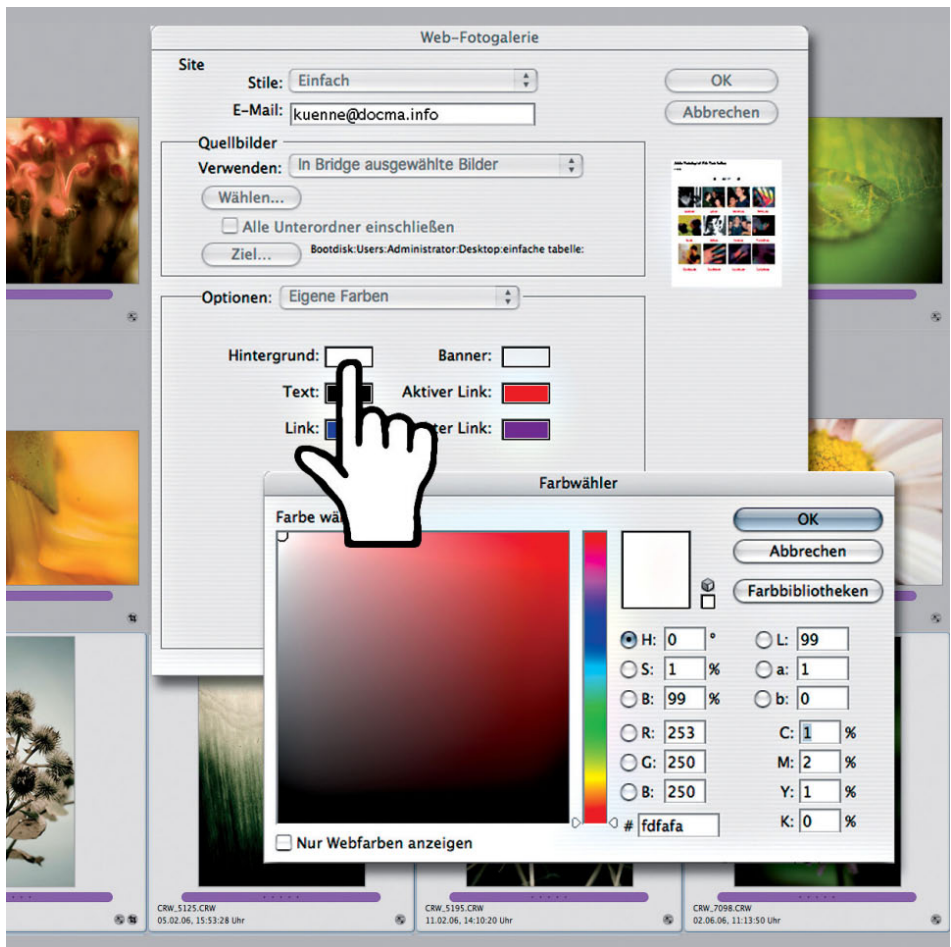 Web-Fotogalerie
Site
Stile: Einfach
OK
E-Mail: kuenne@docma.info
Abbrechen
Quellbilder
Verwenden: In Bridge ausgewählte Bilder
Wählen...
Alle Unterordner einschließen
Ziel... Bootdisk:Users:Administrator:Desktop:einfache tabelle:
Optionen: Eigene Farben
Hintergrund: Banner:
Text: Aktiver Link:
Link: ter Link:
Farbwähler
Farbe wä
OK
Abbrechen
Farbbibliotheken
H: 0 ° L: 99
S: 1 % a: 1
B: 99 % b: 0
R: 253 C: 1 %
G: 250 M: 2 %
B: 250 Y: 1 %
# fdfafa K: 0 %
Nur Webfarben anzeigen
CRW_5125.CRW
05.02.06, 15:53:28 Uhr
CRW_5195.CRW
11.02.06, 14:10:20 Uhr
CRW_7098.CRW
02.06.06, 11:13:50 Uhr